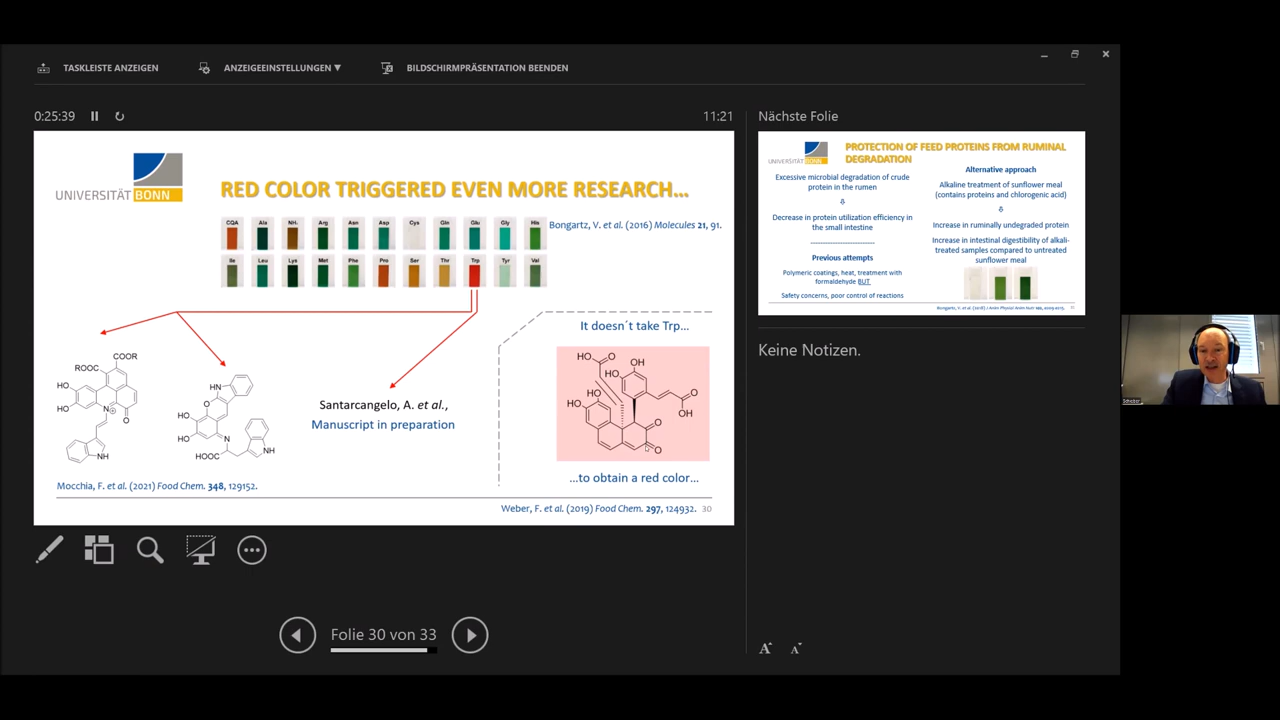 TASKLEISTE ANZEIGEN
ANZEIGEEINSTELLUNGEN ▼
BILDSCHIRMPRÄSENTATION BEENDEN
0:25:39
11:21
UNIVERSITÄT BONN
RED COLOR TRIGGERED EVEN MORE RESEARCH...
CQA Ala NH₃ Arg Asn Asp Cys Gln Glu Gly His
Ile Leu Lys Met Phe Pro Ser Thr Trp Tyr Val
Bongartz, V. et al. (2016) Molecules 21, 91.
COOR
ROOC
HO
HO
N
O
NH
HN
O
HO
HO
N
HOOC
NH
Mocchia, F. et al. (2021) Food Chem. 348, 129152.
Santarcangelo, A. et al.,
Manuscript in preparation
It doesn´t take Trp...
HO
O
OH
HO
HO
HO
O
OH
O
O
...to obtain a red color...
Weber, F. et al. (2019) Food Chem. 297, 124932.
30
Folie 30 von 33
Nächste Folie
UNIVERSITÄT BONN
PROTECTION OF FEED PROTEINS FROM RUMINAL
DEGRADATION
Excessive microbial degradation of crude
protein in the rumen
Decrease in protein utilization efficiency in
the small intestine
Previous attempts
Polymeric coatings, heat, treatment with
formaldehyde BUT
Safety concerns, poor control of reactions
Alternative approach
Alkaline treatment of sunflower meal
(contains proteins and chlorogenic acid)
Increase in ruminally undegraded protein
Increase in intestinal digestibility of alkali-
treated samples compared to untreated
sunflower meal
Keine Notizen.
A A